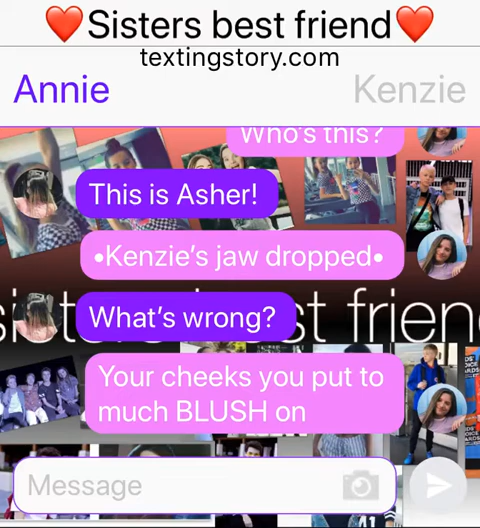 ❤️Sisters best friend❤️
textingstory.com
Annie
Kenzie
Who's this?
This is Asher!
•Kenzie's jaw dropped•
What's wrong?
Your cheeks you put to
much BLUSH on
Message